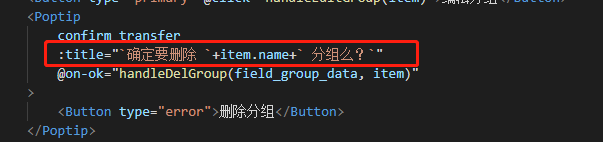 <Button type="primary" @click="handleEditGroup(item)">编辑分组</Button>
<Poptip
confirm transfer
:title="`确定要删除 `+item.name+` 分组么？`"
@on-ok="handleDelGroup(field_group_data, item)"
>
<Button type="error">删除分组</Button>
</Poptip>